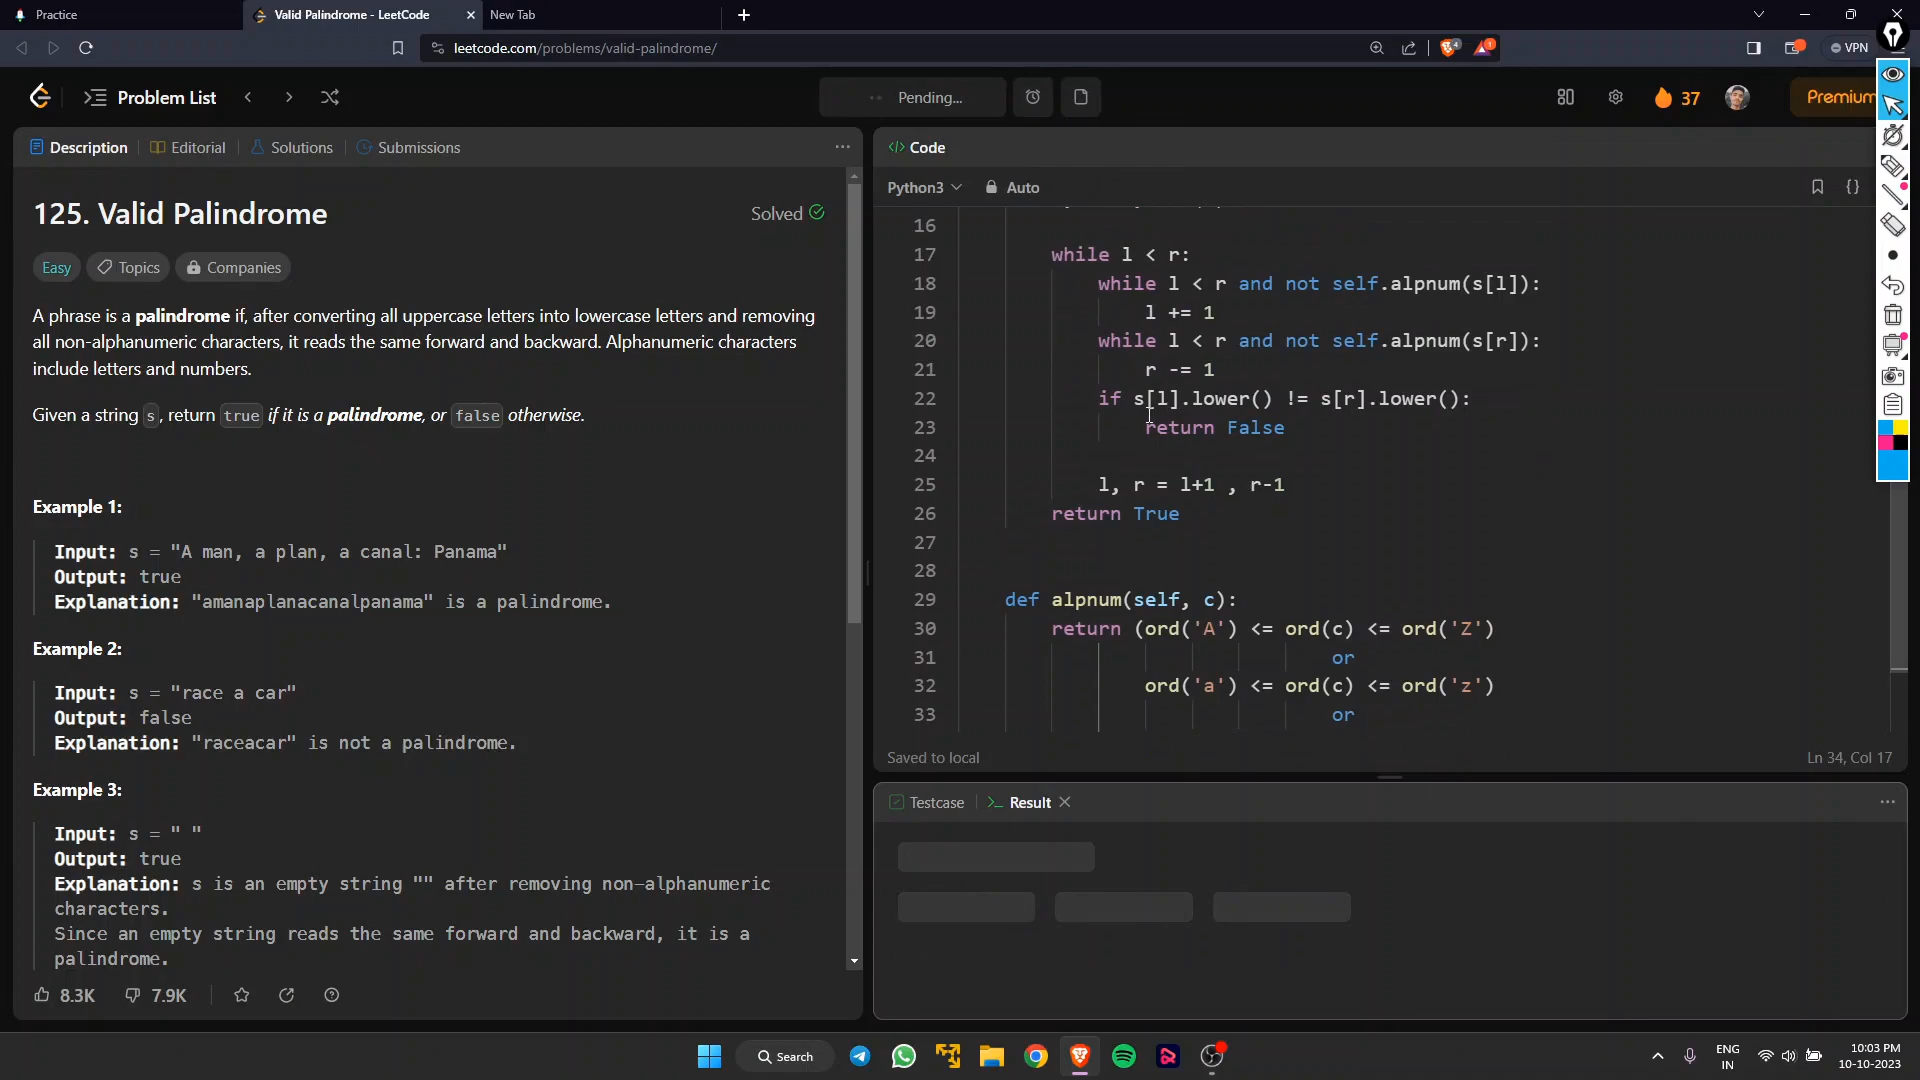 Practice
Valid Palindrome - LeetCode
New Tab
leetcode.com/problems/valid-palindrome/
4
1
VPN
Problem List
Pending...
37
Premium
Description
Editorial
Solutions
Submissions
125. Valid Palindrome
Solved
Easy
Topics
Companies
A phrase is a palindrome if, after converting all uppercase letters into lowercase letters and removing
all non-alphanumeric characters, it reads the same forward and backward. Alphanumeric characters
include letters and numbers.
Given a string s, return true if it is a palindrome, or false otherwise.
Example 1:
Input: s = "A man, a plan, a canal: Panama"
Output: true
Explanation: "amanaplanacanalpanama" is a palindrome.
Example 2:
Input: s = "race a car"
Output: false
Explanation: "raceacar" is not a palindrome.
Example 3:
Input: s = " "
Output: true
Explanation: s is an empty string "" after removing non-alphanumeric
characters.
Since an empty string reads the same forward and backward, it is a
palindrome.
8.3K
7.9K
</> Code
Python3
Auto
{}
16
17 while l < r:
18 while l < r and not self.alpnum(s[l]):
19 l += 1
20 while l < r and not self.alpnum(s[r]):
21 r -= 1
22 if s[l].lower() != s[r].lower():
23 return False
24
25 l, r = l+1 , r-1
26 return True
27
28
29 def alpnum(self, c):
30 return (ord('A') <= ord(c) <= ord('Z')
31 or
32 ord('a') <= ord(c) <= ord('z')
33 or
Saved to local
Ln 34, Col 17
Testcase
>_ Result
Search
ENG
IN
10:03 PM
10-10-2023